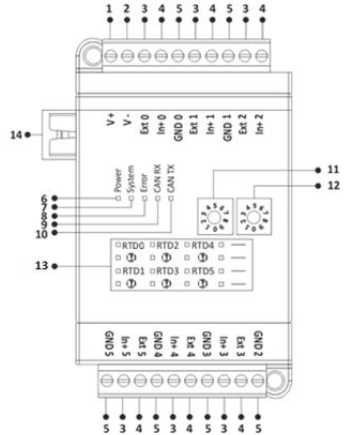 1 2 3 4 5 3 4 5 3 4
V+ V- Ext 0 In+ 0 GND 0 Ext 1 In+ 1 GND 1 Ext 2 In+ 2
14
11
12
Power System Error CAN RX CAN TX
6
7
8
9
10
RTD0 RTD2 RTD4
13
RTD1 RTD3 RTD5
GND 5 In+ 5 Ext 5 GND 4 In+ 4 Ext 4 GND 3 In+ 3 Ext 3 GND 2
5 3 4 5 3 4 5 3 4 5